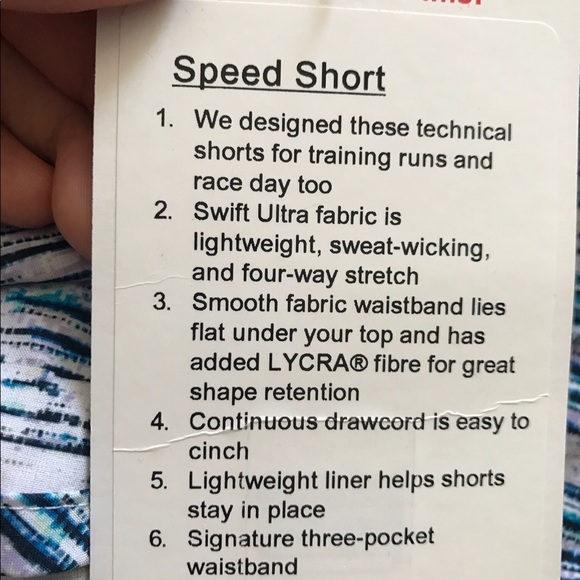 Speed Short
1. We designed these technical
shorts for training runs and
race day too
2. Swift Ultra fabric is
lightweight, sweat-wicking,
and four-way stretch
3. Smooth fabric waistband lies
flat under your top and has
added LYCRA® fibre for great
shape retention
4. Continuous drawcord is easy to
cinch
5. Lightweight liner helps shorts
stay in place
6. Signature three-pocket
waistband